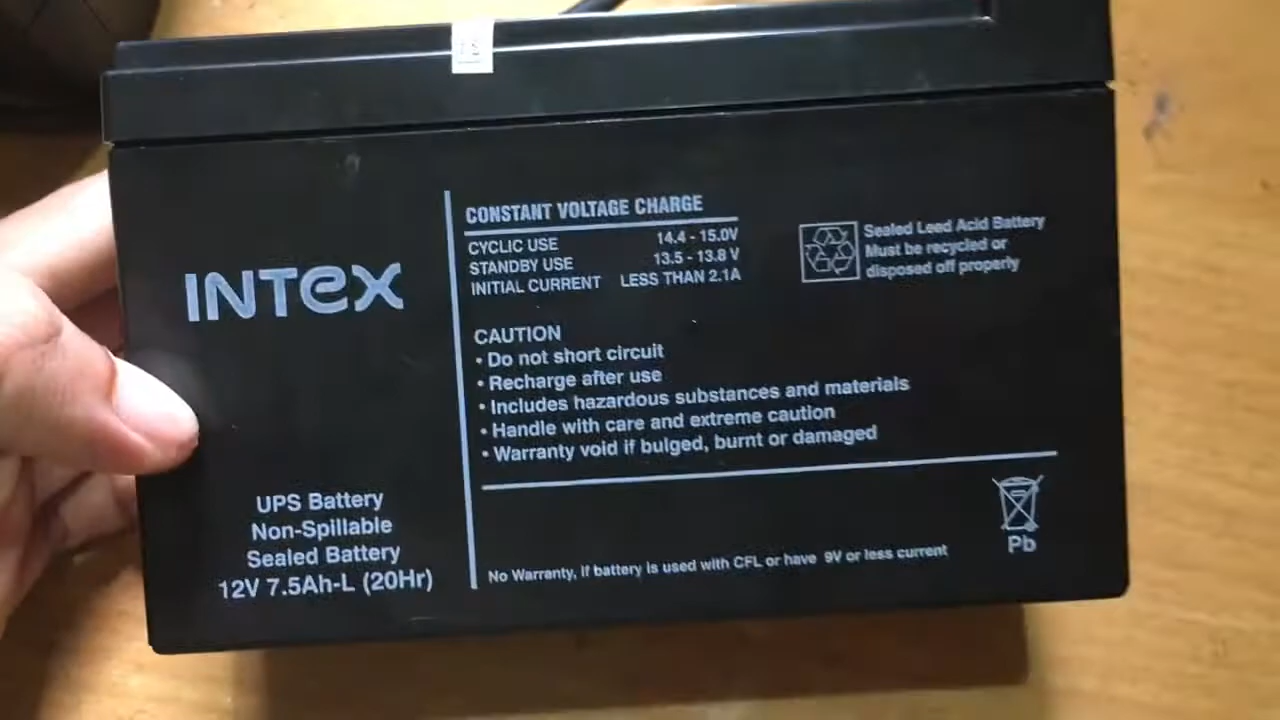 INTEX
UPS Battery
Non-Spillable
Sealed Battery
12V 7.5Ah-L (20Hr)
CONSTANT VOLTAGE CHARGE
CYCLIC USE 14.4 - 15.0V
STANDBY USE 13.5 - 13.8 V
INITIAL CURRENT LESS THAN 2.1A
CAUTION
• Do not short circuit
• Recharge after use
• Includes hazardous substances and materials
• Handle with care and extreme caution
• Warranty void if bulged, burnt or damaged
Sealed Leed Acid Battery
Must be recycled or
disposed off properly
Pb
No Warranty, if battery is used with CFL or have 9V or less current